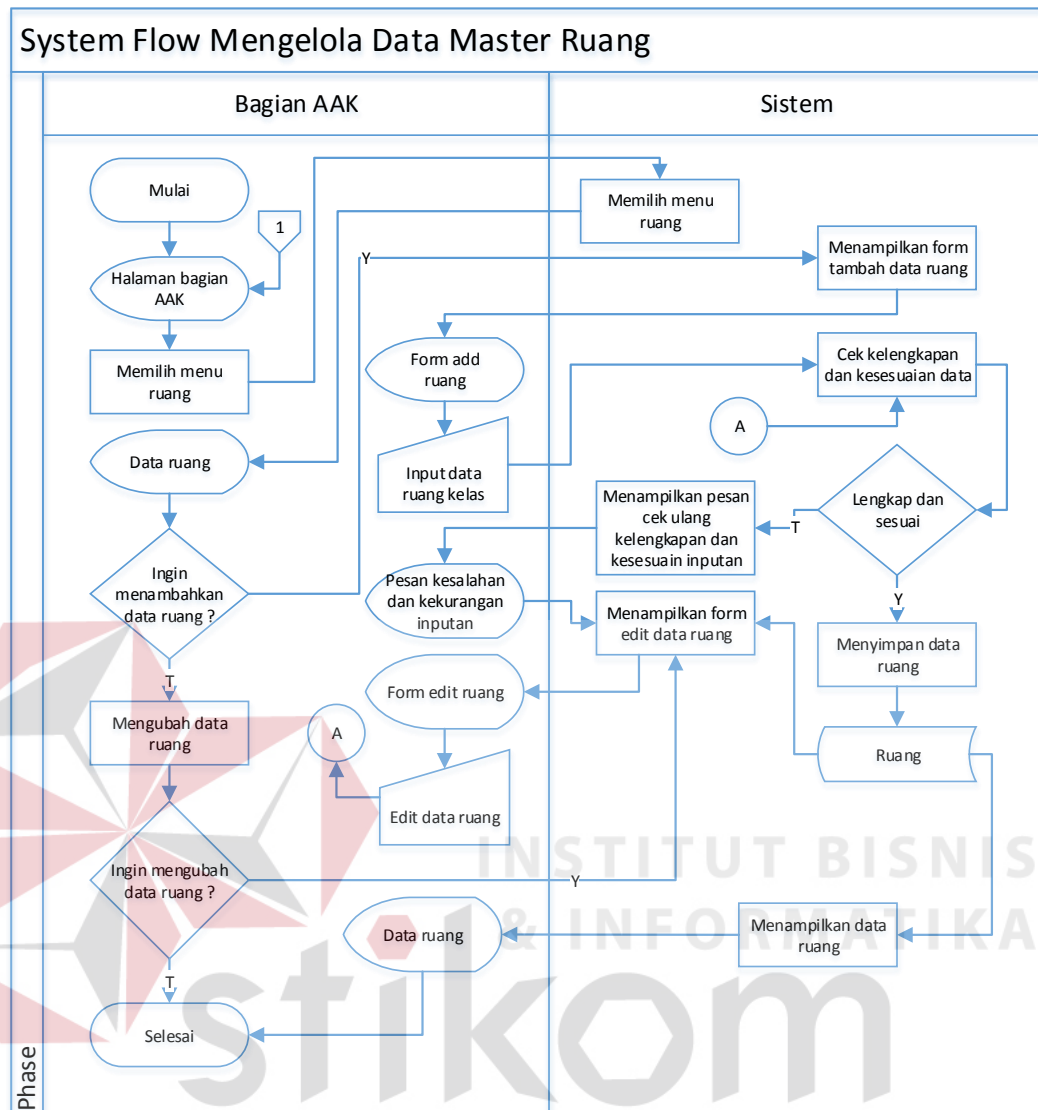 System Flow Mengelola Data Master Ruang
Bagian AAK
Sistem
Mulai
1
Halaman bagian
AAK
Memilih menu
ruang
Data ruang
Ingin
menambahkan
data ruang ?
T
Mengubah data
ruang
Ingin mengubah
data ruang ?
T
Selesai
Y
Form add
ruang
Input data
ruang kelas
Pesan kesalahan
dan kekurangan
inputan
Form edit ruang
A
Edit data ruang
Data ruang
Memilih menu
ruang
Menampilkan form
tambah data ruang
Cek kelengkapan
dan kesesuaian data
A
Lengkap dan
sesuai
T
Menampilkan pesan
cek ulang
kelengkapan dan
kesesuain inputan
Y
Menampilkan form
edit data ruang
Menyimpan data
ruang
Ruang
Y
Menampilkan data
ruang
Phase
INSTITUT BISNIS
& INFORMATIKA
stikom